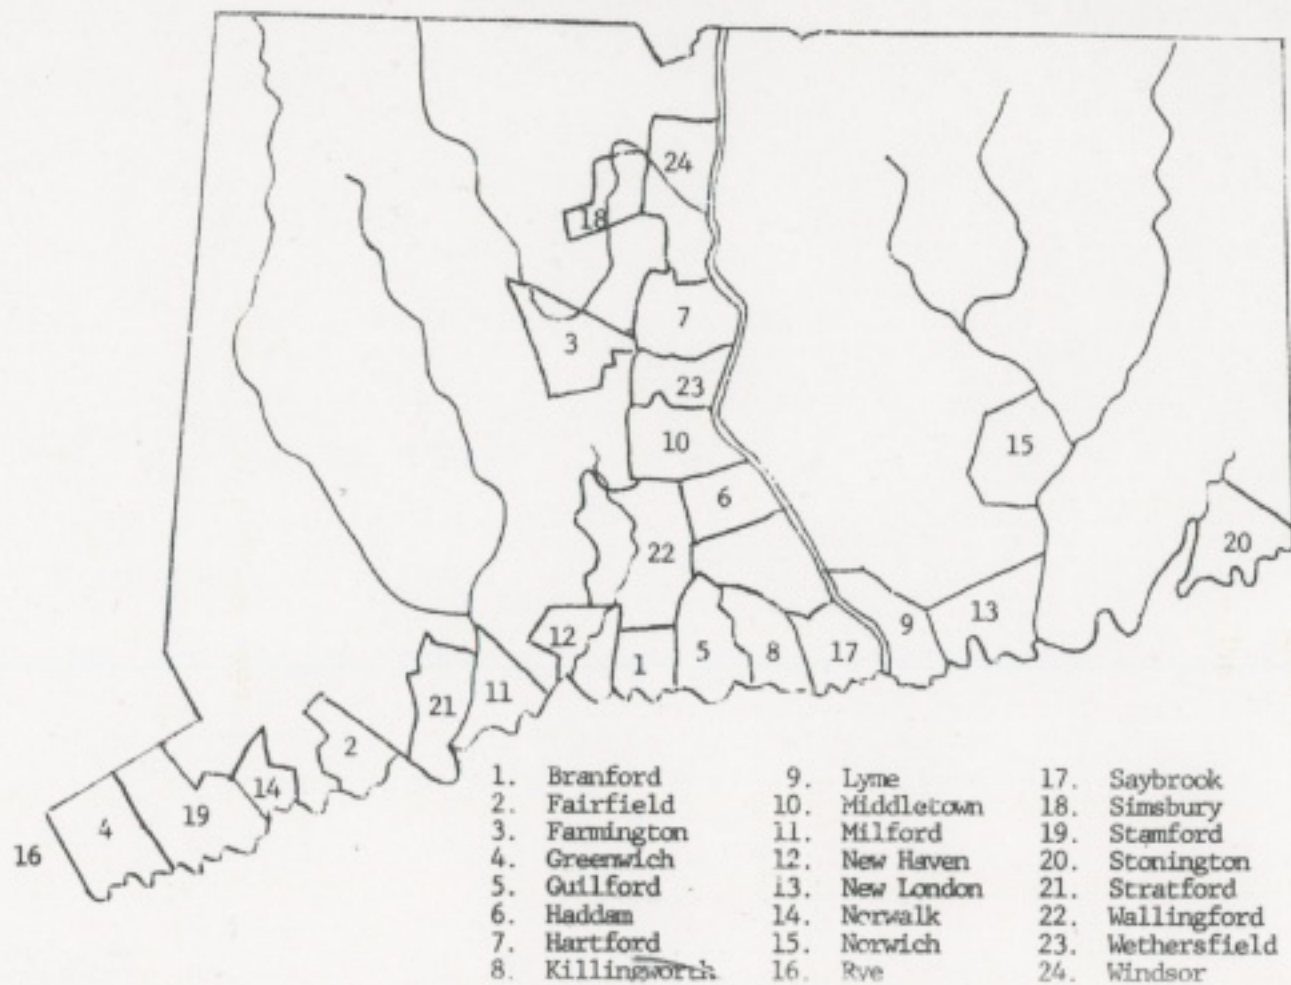 24
18
7
3
23
10
15
6
20
22
12
9
13
1
5
8
17
11
21
2
14
19
4
16
1. Branford
2. Fairfield
3. Farmington
4. Greenwich
5. Guilford
6. Haddam
7. Hartford
8. Killingworth
9. Lyme
10. Middletown
11. Milford
12. New Haven
13. New London
14. Norwalk
15. Norwich
16. Rye
17. Saybrook
18. Simsbury
19. Stamford
20. Stonington
21. Stratford
22. Wallingford
23. Wethersfield
24. Windsor